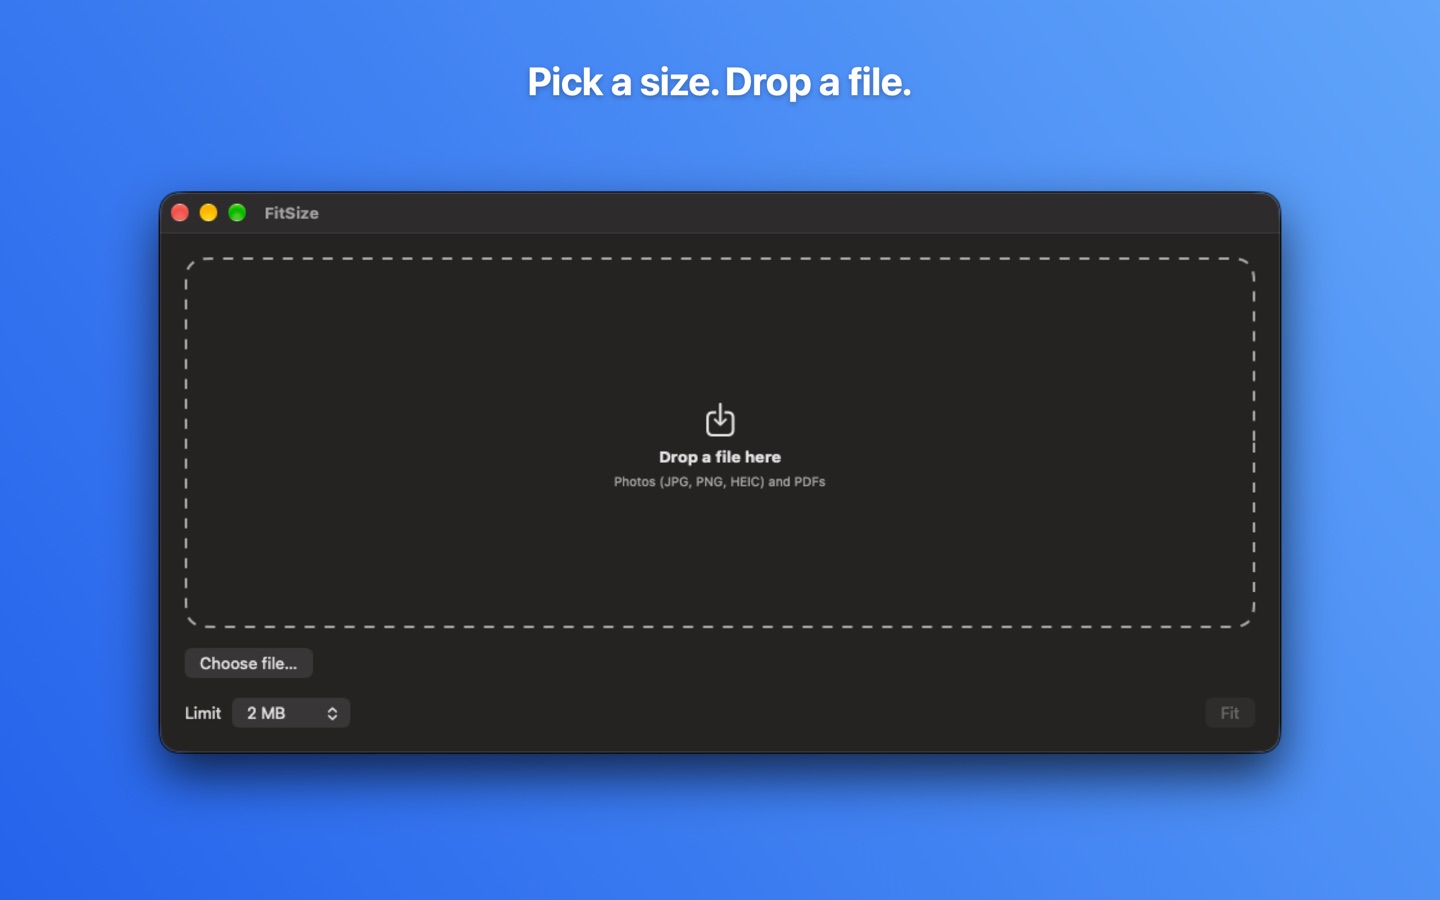 Pick a size. Drop a file.
FitSize
Drop a file here
Photos (JPG, PNG, HEIC) and PDFs
Choose file...
Limit 2 MB Fit